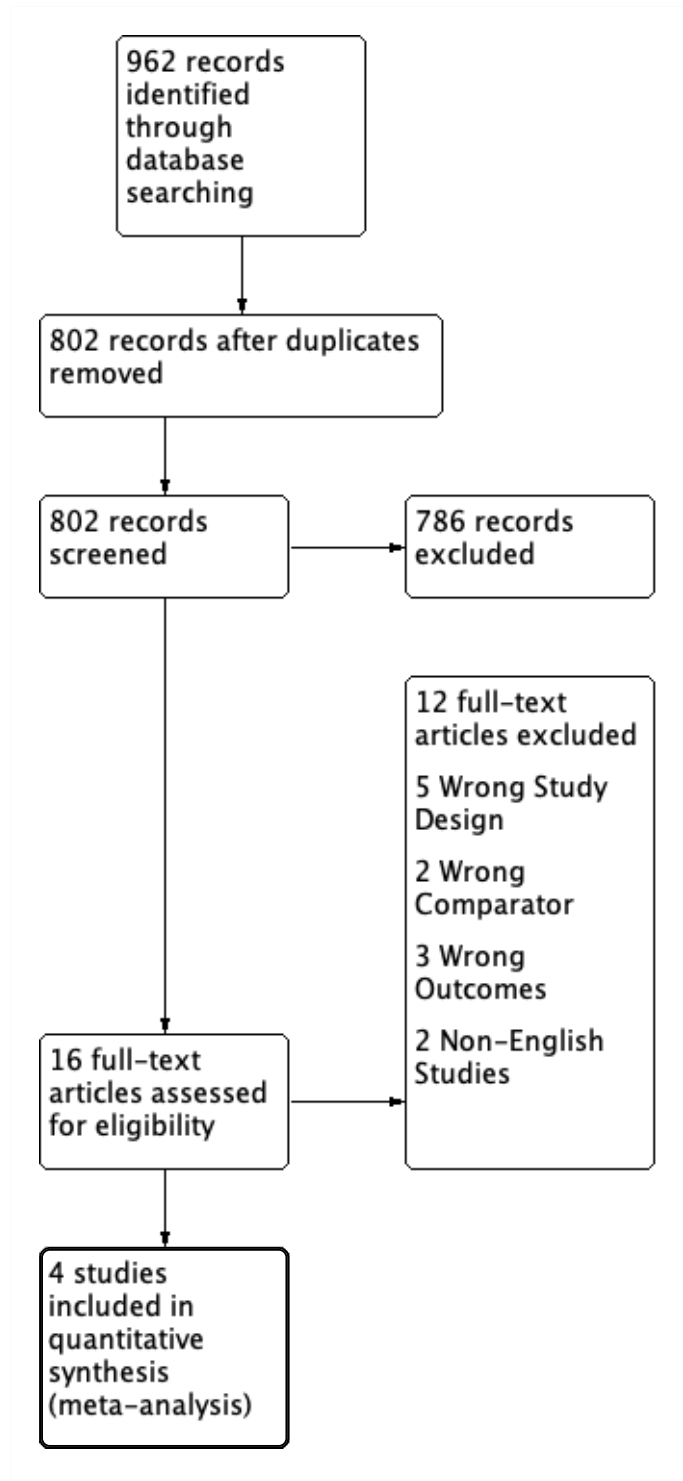 962 records
identified
through
database
searching
802 records after duplicates
removed
802 records
screened
786 records
excluded
12 full-text
articles excluded
5 Wrong Study
Design
2 Wrong
Comparator
3 Wrong
Outcomes
2 Non-English
Studies
16 full-text
articles assessed
for eligibility
4 studies
included in
quantitative
synthesis
(meta-analysis)